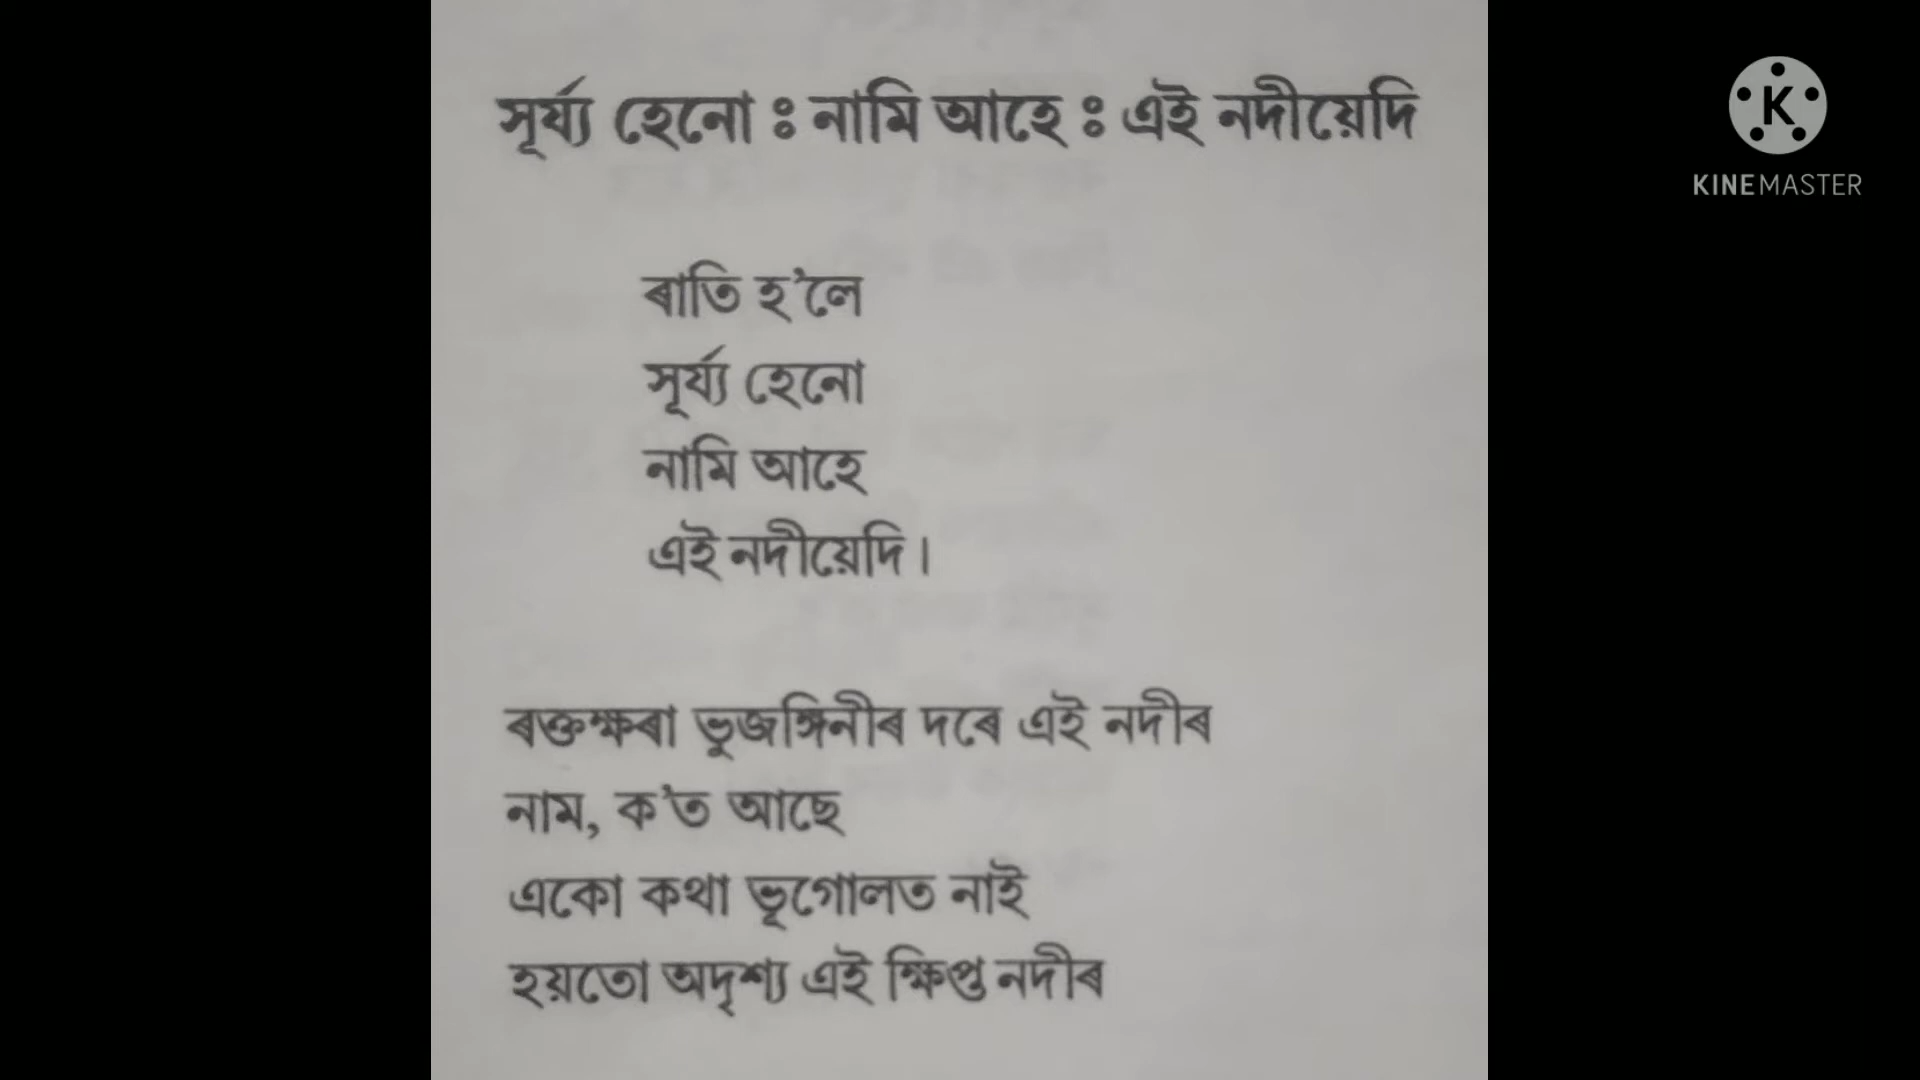 সূৰ্য্য হেনো ঃ নামি আহে ঃ এই নদীয়েদি
ৰাতি হ'লে
সূৰ্য্য হেনো
নামি আহে
এই নদীয়েদি।
ৰক্তক্ষৰা ভুজঙ্গিনীৰ দৰে এই নদীৰ
নাম, ক'ত আছে
একো কথা ভূগোলত নাই
হয়তো অদৃশ্য এই ক্ষিপ্ত নদীৰ
K
KINEMASTER